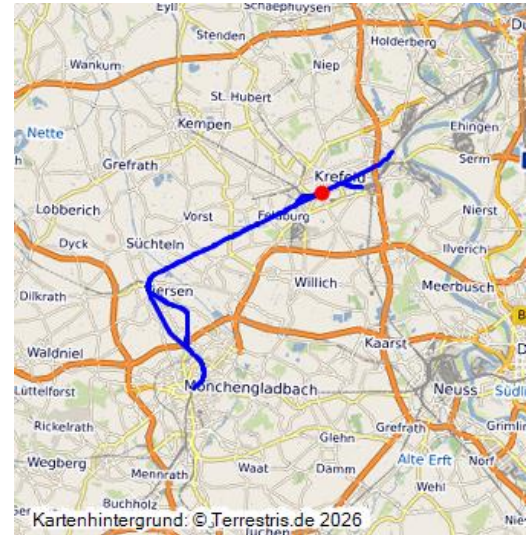 Eyll
Schaephuysen
Stenden
Holderberg
Wankum
Niep
St. Hubert
Kempen
Ehingen
Nette
Krefeld
Serm
Grefrath
Lobberich
Vorst
Nierst
Dyck
Süchteln
Ilverich
Dilkrath
Willich
Meerbusch
Waldniel
Kaarst
Mönchengladbach
Neuss
Lüttelforst
Rickelrath
Glehn
Grefrath
Wegberg
Waat
Damm
Alte Erft
Norf
Mennrath
Wehl
Buchholz
Kartenhintergrund: © Terrestris.de 2026